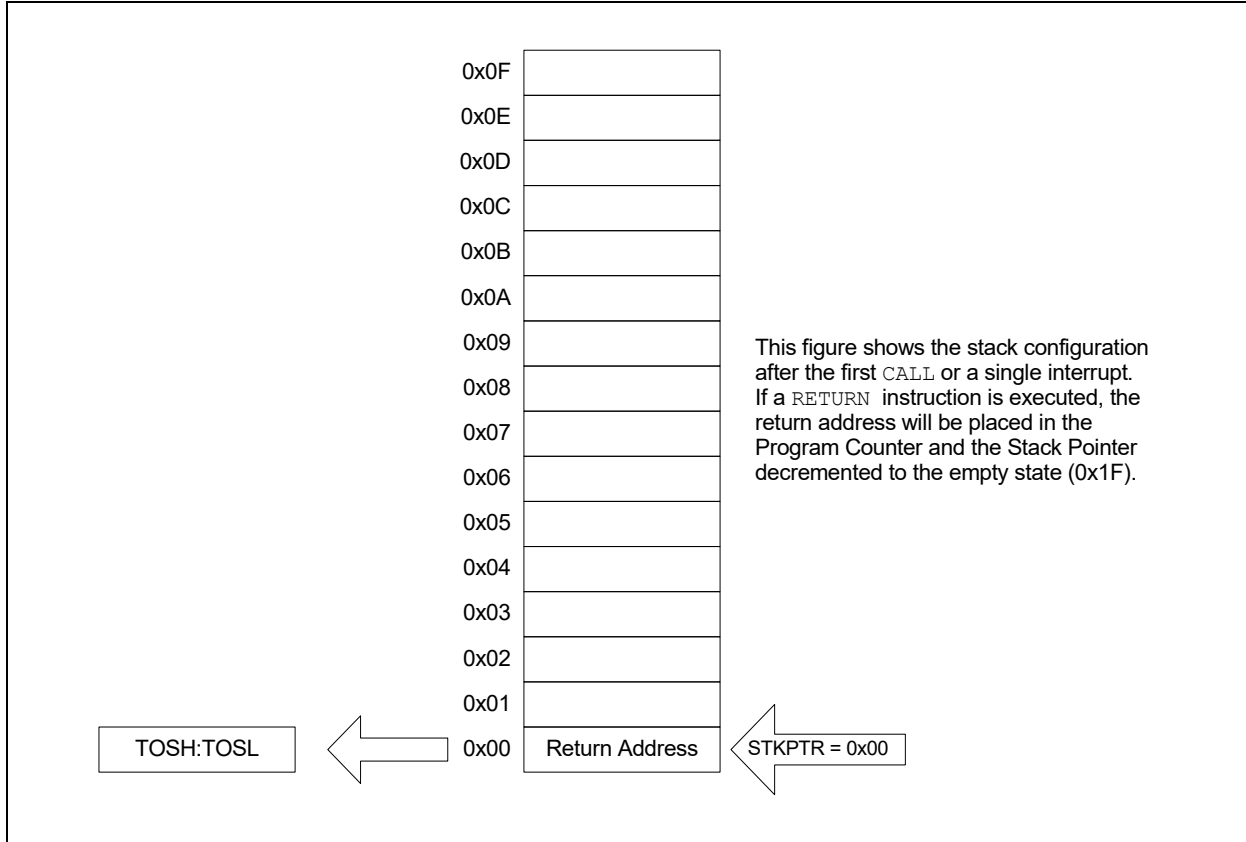 0x0F
0x0E
0x0D
0x0C
0x0B
0x0A
0x09
This figure shows the stack configuration
after the first CALL or a single interrupt.
0x08
If a RETURN instruction is executed, the
return address will be placed in the
0x07
Program Counter and the Stack Pointer
decremented to the empty state (0x1F).
0x06
0x05
0x04
0x03
0x02
0x01
TOSH:TOSL 0x00 Return Address STKPTR = 0x00